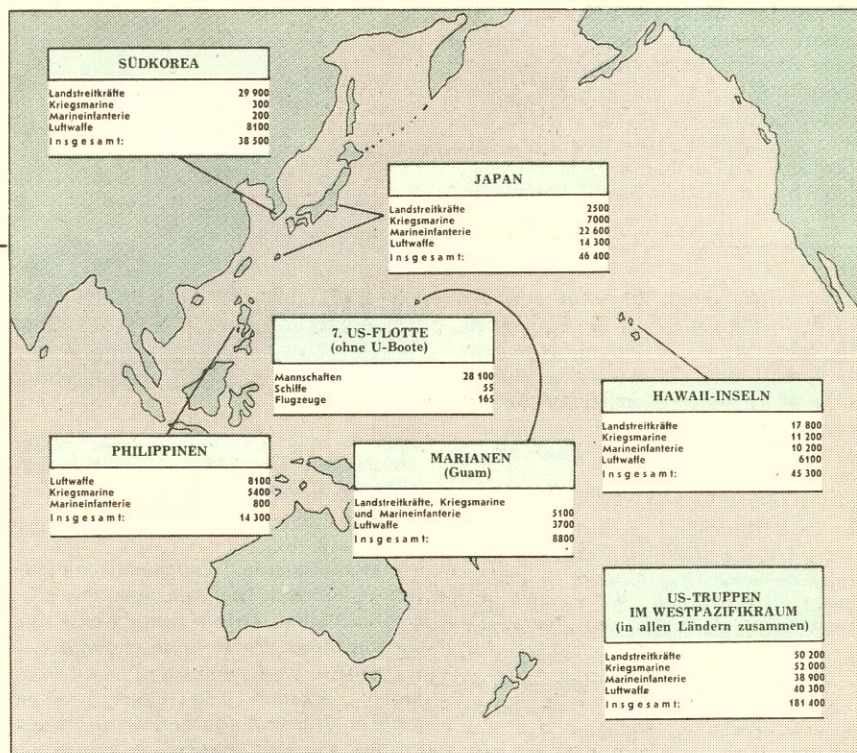 SÜDKOREA
Landstreitkräfte 29 900
Kriegsmarine 300
Marineinfanterie 200
Luftwaffe 8100
Insgesamt: 38 500
JAPAN
Landstreitkräfte 2500
Kriegsmarine 7000
Marineinfanterie 22 600
Luftwaffe 14 300
Insgesamt: 46 400
7. US-FLOTTE
(ohne U-Boote)
Mannschaften 28 100
Schiffe 55
Flugzeuge 165
HAWAII-INSELN
Landstreitkräfte 17 800
Kriegsmarine 11 200
Marineinfanterie 10 200
Luftwaffe 6100
Insgesamt: 45 300
PHILIPPINEN
Luftwaffe 8100
Kriegsmarine 5400
Marineinfanterie 800
Insgesamt: 14 300
MARIANEN
(Guam)
Landstreitkräfte, Kriegsmarine
und Marineinfanterie 5100
Luftwaffe 3700
Insgesamt: 8800
US-TRUPPEN
IM WESTPAZIFIKRAUM
(in allen Ländern zusammen)
Landstreitkräfte 50 200
Kriegsmarine 52 000
Marineinfanterie 38 900
Luftwaffe 40 300
Insgesamt: 181 400